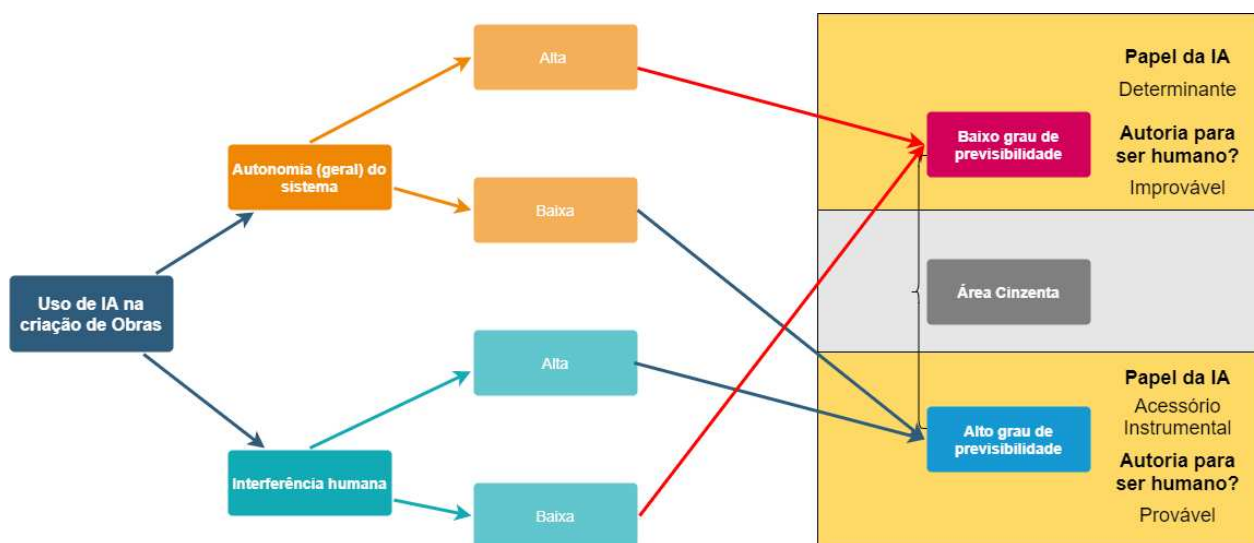 Uso de IA na
criação de Obras
Autonomia (geral) do
sistema
Interferência humana
Alta
Baixa
Alta
Baixa
Baixo grau de
previsibilidade
Área Cinzenta
Alto grau de
previsibilidade
Papel da IA
Determinante
Autoria para
ser humano?
Improvável
Papel da IA
Acessório
Instrumental
Autoria para
ser humano?
Provável